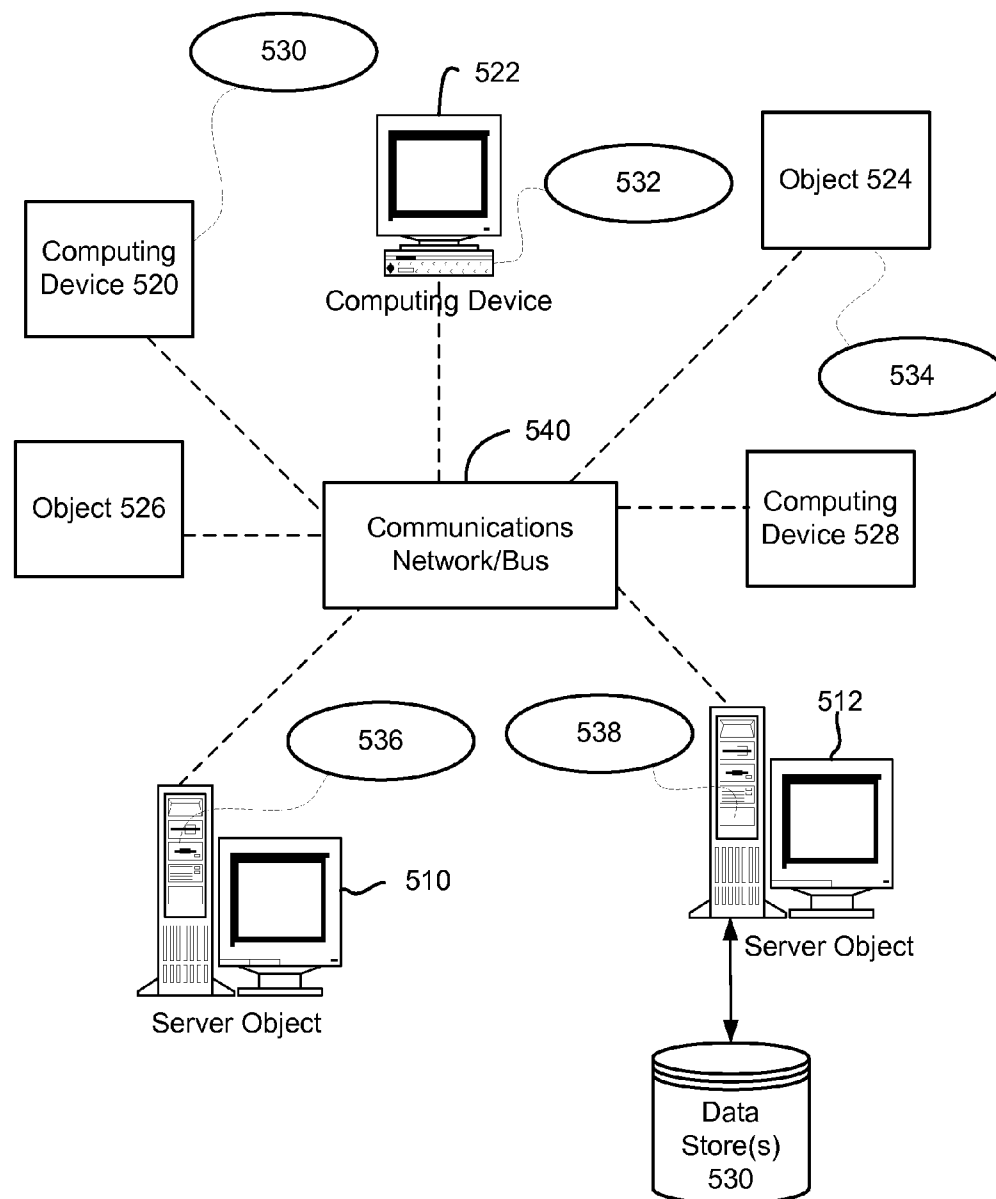 530
522
532
Object 524
Computing
Device 520
Computing Device
534
540
Object 526
Communications
Network/Bus
Computing
Device 528
512
536
538
510
Server Object
Server Object
Data
Store(s)
530